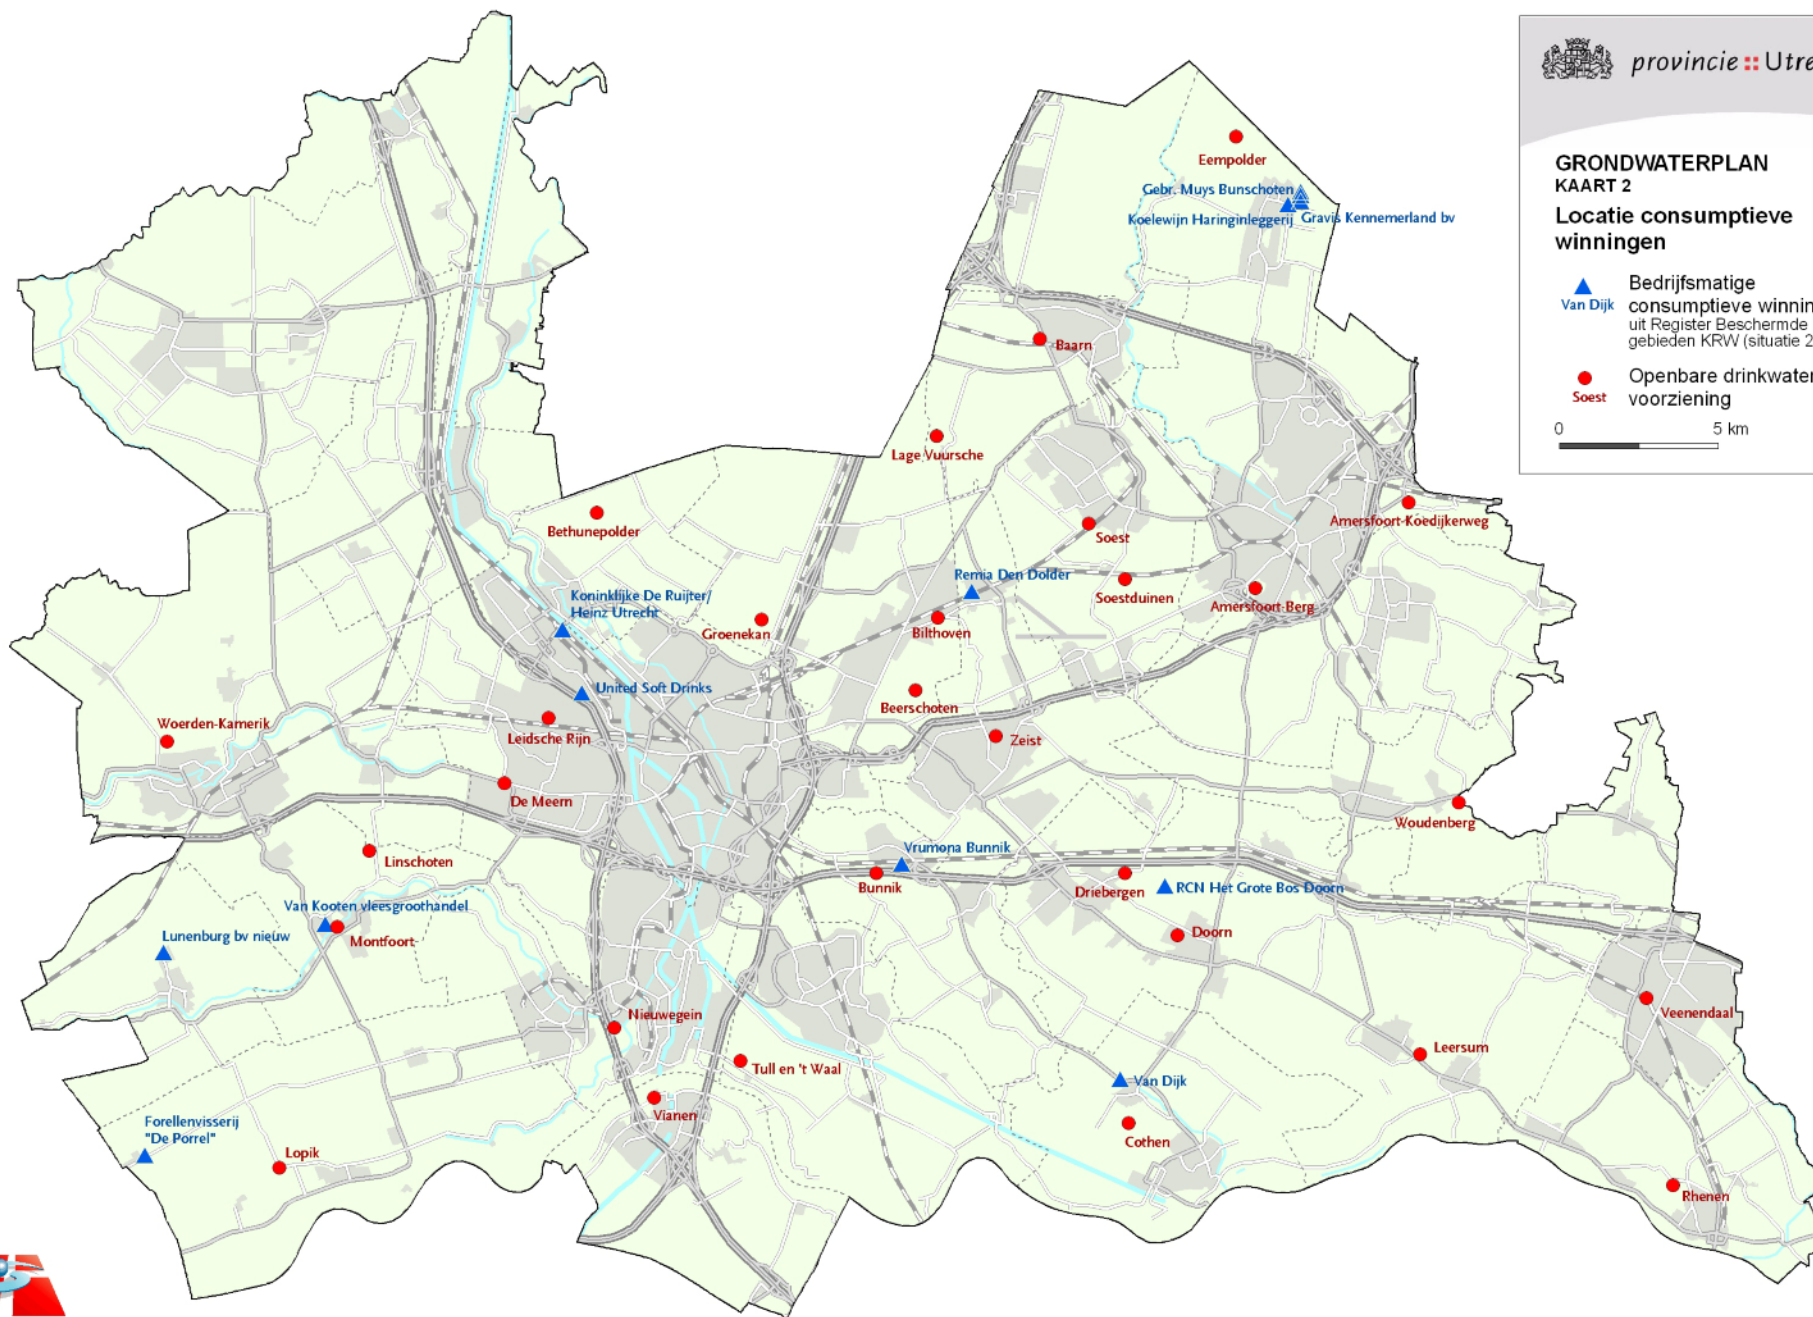 provincie :: Utre
GRONDWATERPLAN
KAART 2
Locatie consumptieve
winningen
Bedrijfsmatige
Van Dijk
consumptieve winnin
uit Register Beschermde
gebieden KRW (situatie 2
Openbare drinkwater
Soest
voorziening
0
5 km
Eempolder
Gebr. Muys Bunschoten
Koelewijn Haringinleggerij
Gravis Kennemerland bv
Baarn
Lage Vuursche
Bethunepolder
Amersfoort-Koedijkerweg
Soest
Remia Den Dolder
Soestduinen
Amersfoort-Berg
Koninklijke De Ruijter/
Heinz Utrecht
Groenekan
Bilthoven
United Soft Drinks
Beerschoten
Woerden-Kamerik
Leidsche Rijn
Zeist
De Meern
Woudenberg
Linschoten
Vrumona Bunnik
Bunnik
Driebergen
RCN Het Grote Bos Doorn
Van Kooten vleesgroothandel
Lunenburg bv nieuw
Montfoort
Doorn
Nieuwegein
Veenendaal
Leersum
Tull en 't Waal
Van Dijk
Vianen
Forellenvisserij
"De Porrel"
Cothen
Lopik
Rhenen